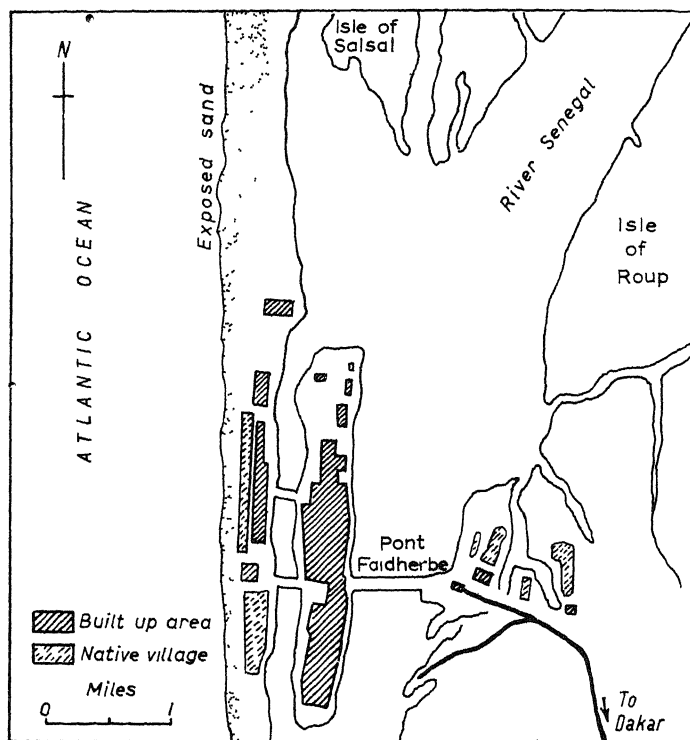 N
Isle of
Salsal
River Senegal
Exposed sand
ATLANTIC OCEAN
Isle
of
Roup
Pont
Faidherbe
Built up area
Native village
Miles
0 1
To
Dakar